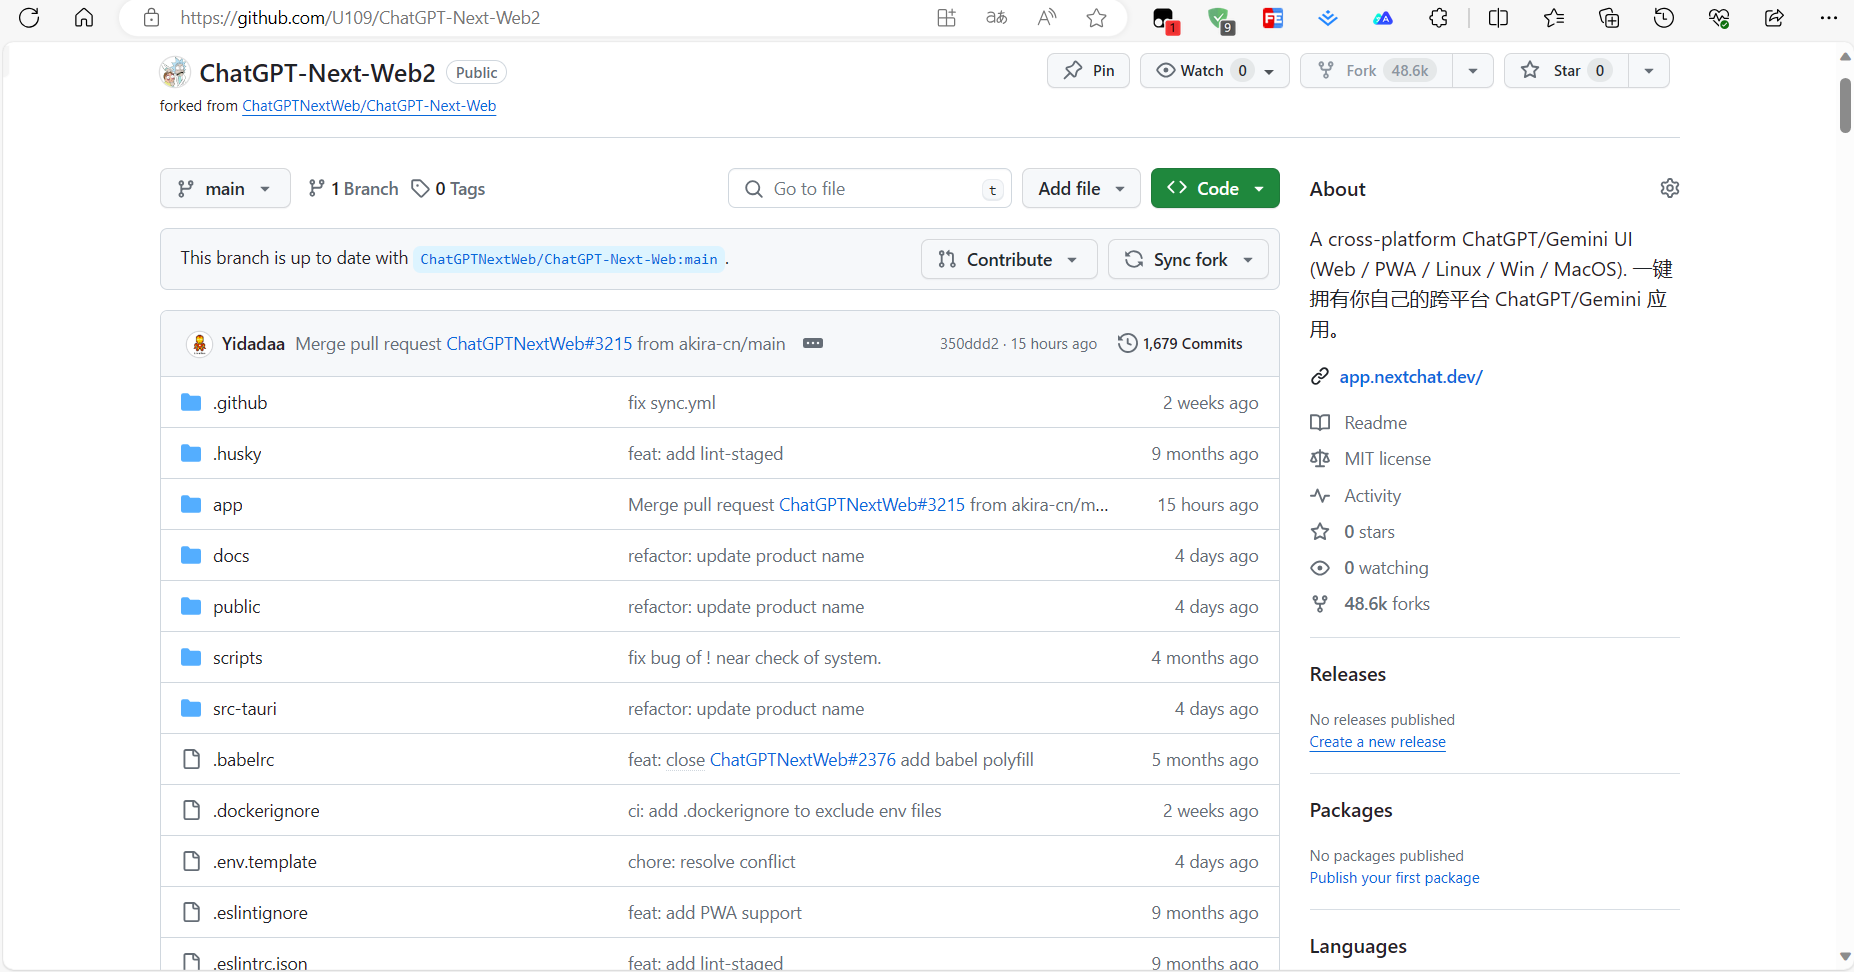 https://github.com/U109/ChatGPT-Next-Web2
1
9
ChatGPT-Next-Web2 Public
Pin
Watch 0
Fork 48.6k
Star 0
forked from ChatGPTNextWeb/ChatGPT-Next-Web
main
1 Branch
0 Tags
Go to file t
Add file
Code
This branch is up to date with ChatGPTNextWeb/ChatGPT-Next-Web:main .
Contribute
Sync fork
Yidadaa Merge pull request ChatGPTNextWeb#3215 from akira-cn/main
350ddd2 · 15 hours ago
1,679 Commits
.github fix sync.yml 2 weeks ago
.husky feat: add lint-staged 9 months ago
app Merge pull request ChatGPTNextWeb#3215 from akira-cn/m... 15 hours ago
docs refactor: update product name 4 days ago
public refactor: update product name 4 days ago
scripts fix bug of ! near check of system. 4 months ago
src-tauri refactor: update product name 4 days ago
.babelrc feat: close ChatGPTNextWeb#2376 add babel polyfill 5 months ago
.dockerignore ci: add .dockerignore to exclude env files 2 weeks ago
.env.template chore: resolve conflict 4 days ago
.eslintignore feat: add PWA support 9 months ago
.eslintrc.json feat: add lint-staged 9 months ago
About
A cross-platform ChatGPT/Gemini UI
(Web / PWA / Linux / Win / MacOS). 一键
拥有你自己的跨平台 ChatGPT/Gemini 应
用。
app.nextchat.dev/
Readme
MIT license
Activity
0 stars
0 watching
48.6k forks
Releases
No releases published
Create a new release
Packages
No packages published
Publish your first package
Languages